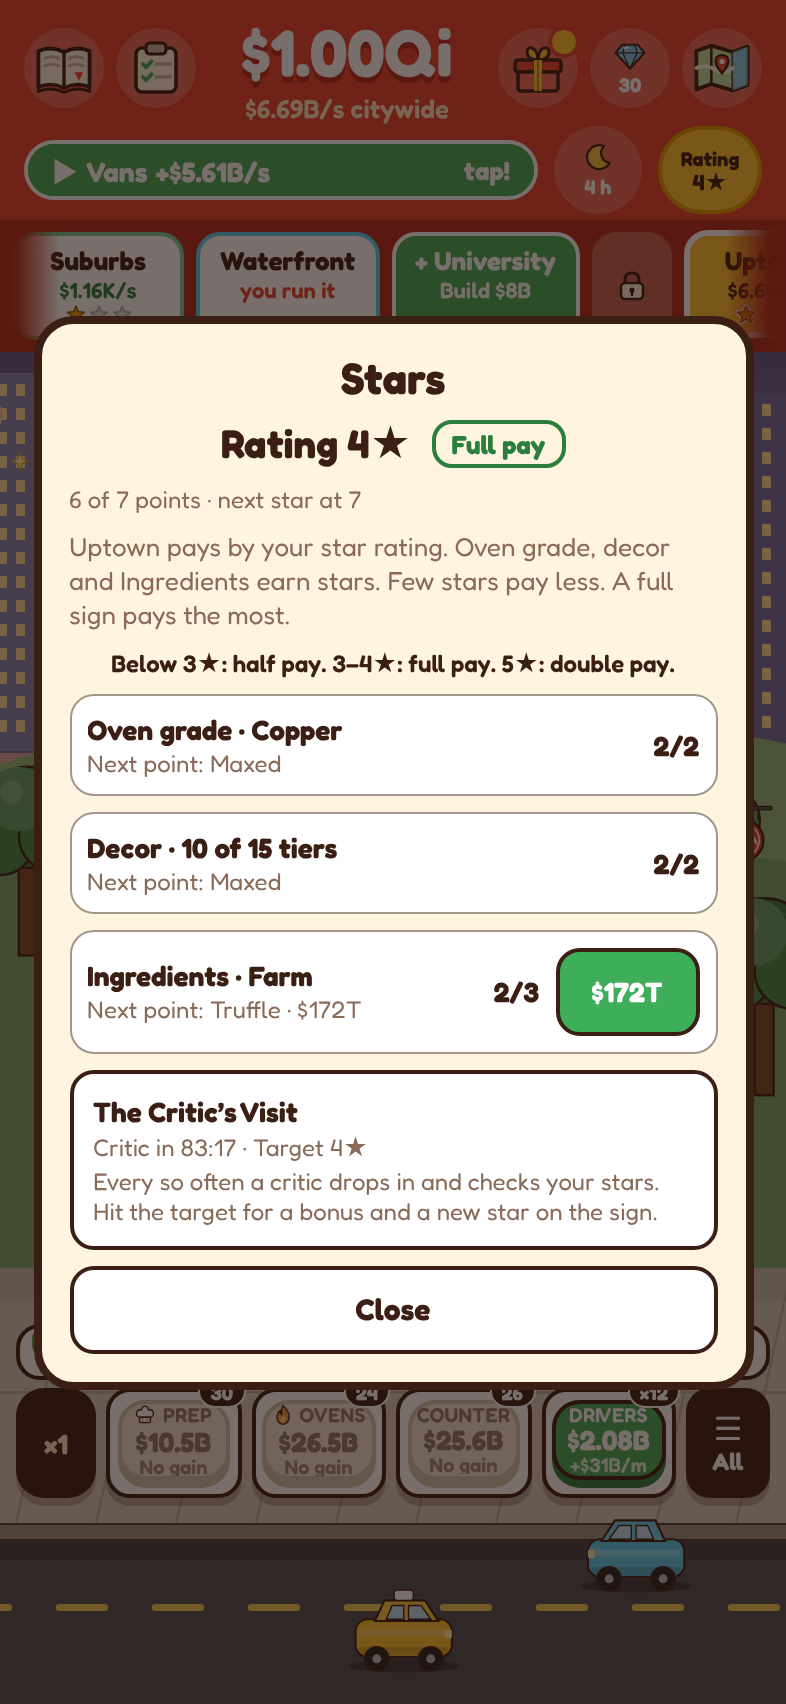 $1.00Qi
$6.69B/s citywide
30
Vans +$5.61B/s
tap!
4 h
Rating
4★
Suburbs
$1.16K/s
Waterfront
you run it
+ University
Build $8B
Stars
Rating 4★
Full pay
6 of 7 points · next star at 7
Uptown pays by your star rating. Oven grade, decor
and Ingredients earn stars. Few stars pay less. A full
sign pays the most.
Below 3★: half pay. 3–4★: full pay. 5★: double pay.
Oven grade · Copper
Next point: Maxed
2/2
Decor · 10 of 15 tiers
Next point: Maxed
2/2
Ingredients · Farm
Next point: Truffle · $172T
2/3
$172T
The Critic's Visit
Critic in 83:17 · Target 4★
Every so often a critic drops in and checks your stars.
Hit the target for a bonus and a new star on the sign.
Close
x1
30
PREP
$10.5B
No gain
24
OVENS
$26.5B
No gain
26
COUNTER
$25.6B
No gain
x12
DRIVERS
$2.08B
+$31B/m
All